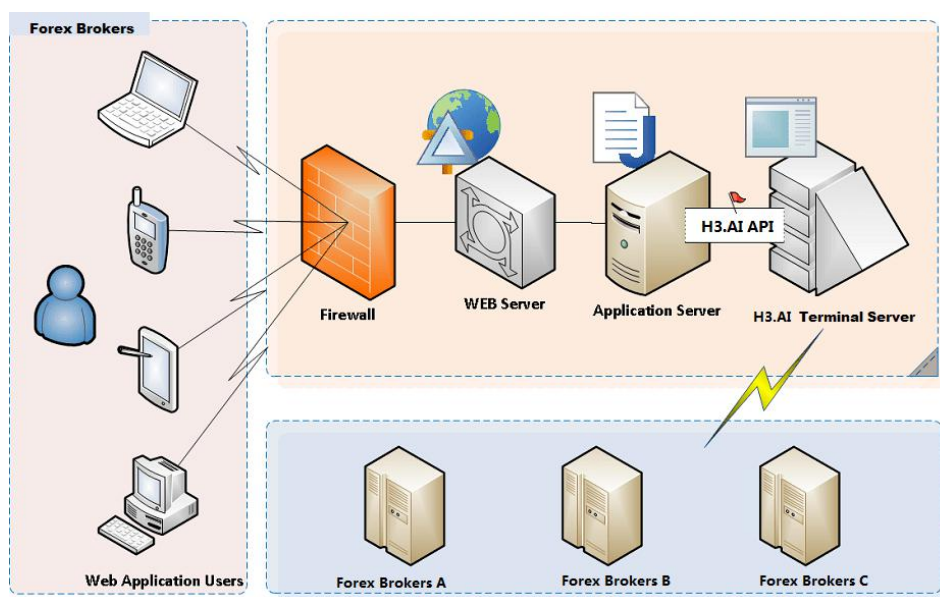 Forex Brokers
Firewall
WEB Server
Application Server
H3.AI API
H3.AI Terminal Server
Web Application Users
Forex Brokers A
Forex Brokers B
Forex Brokers C